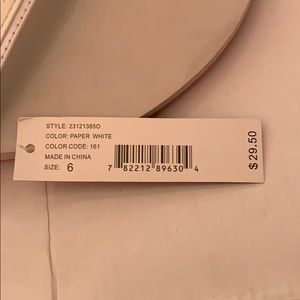 STYLE: 23121385O
COLOR: PAPER WHITE
COLOR CODE: 161
MADE IN CHINA
SIZE: 6
7 82212 89630 4
$29.50